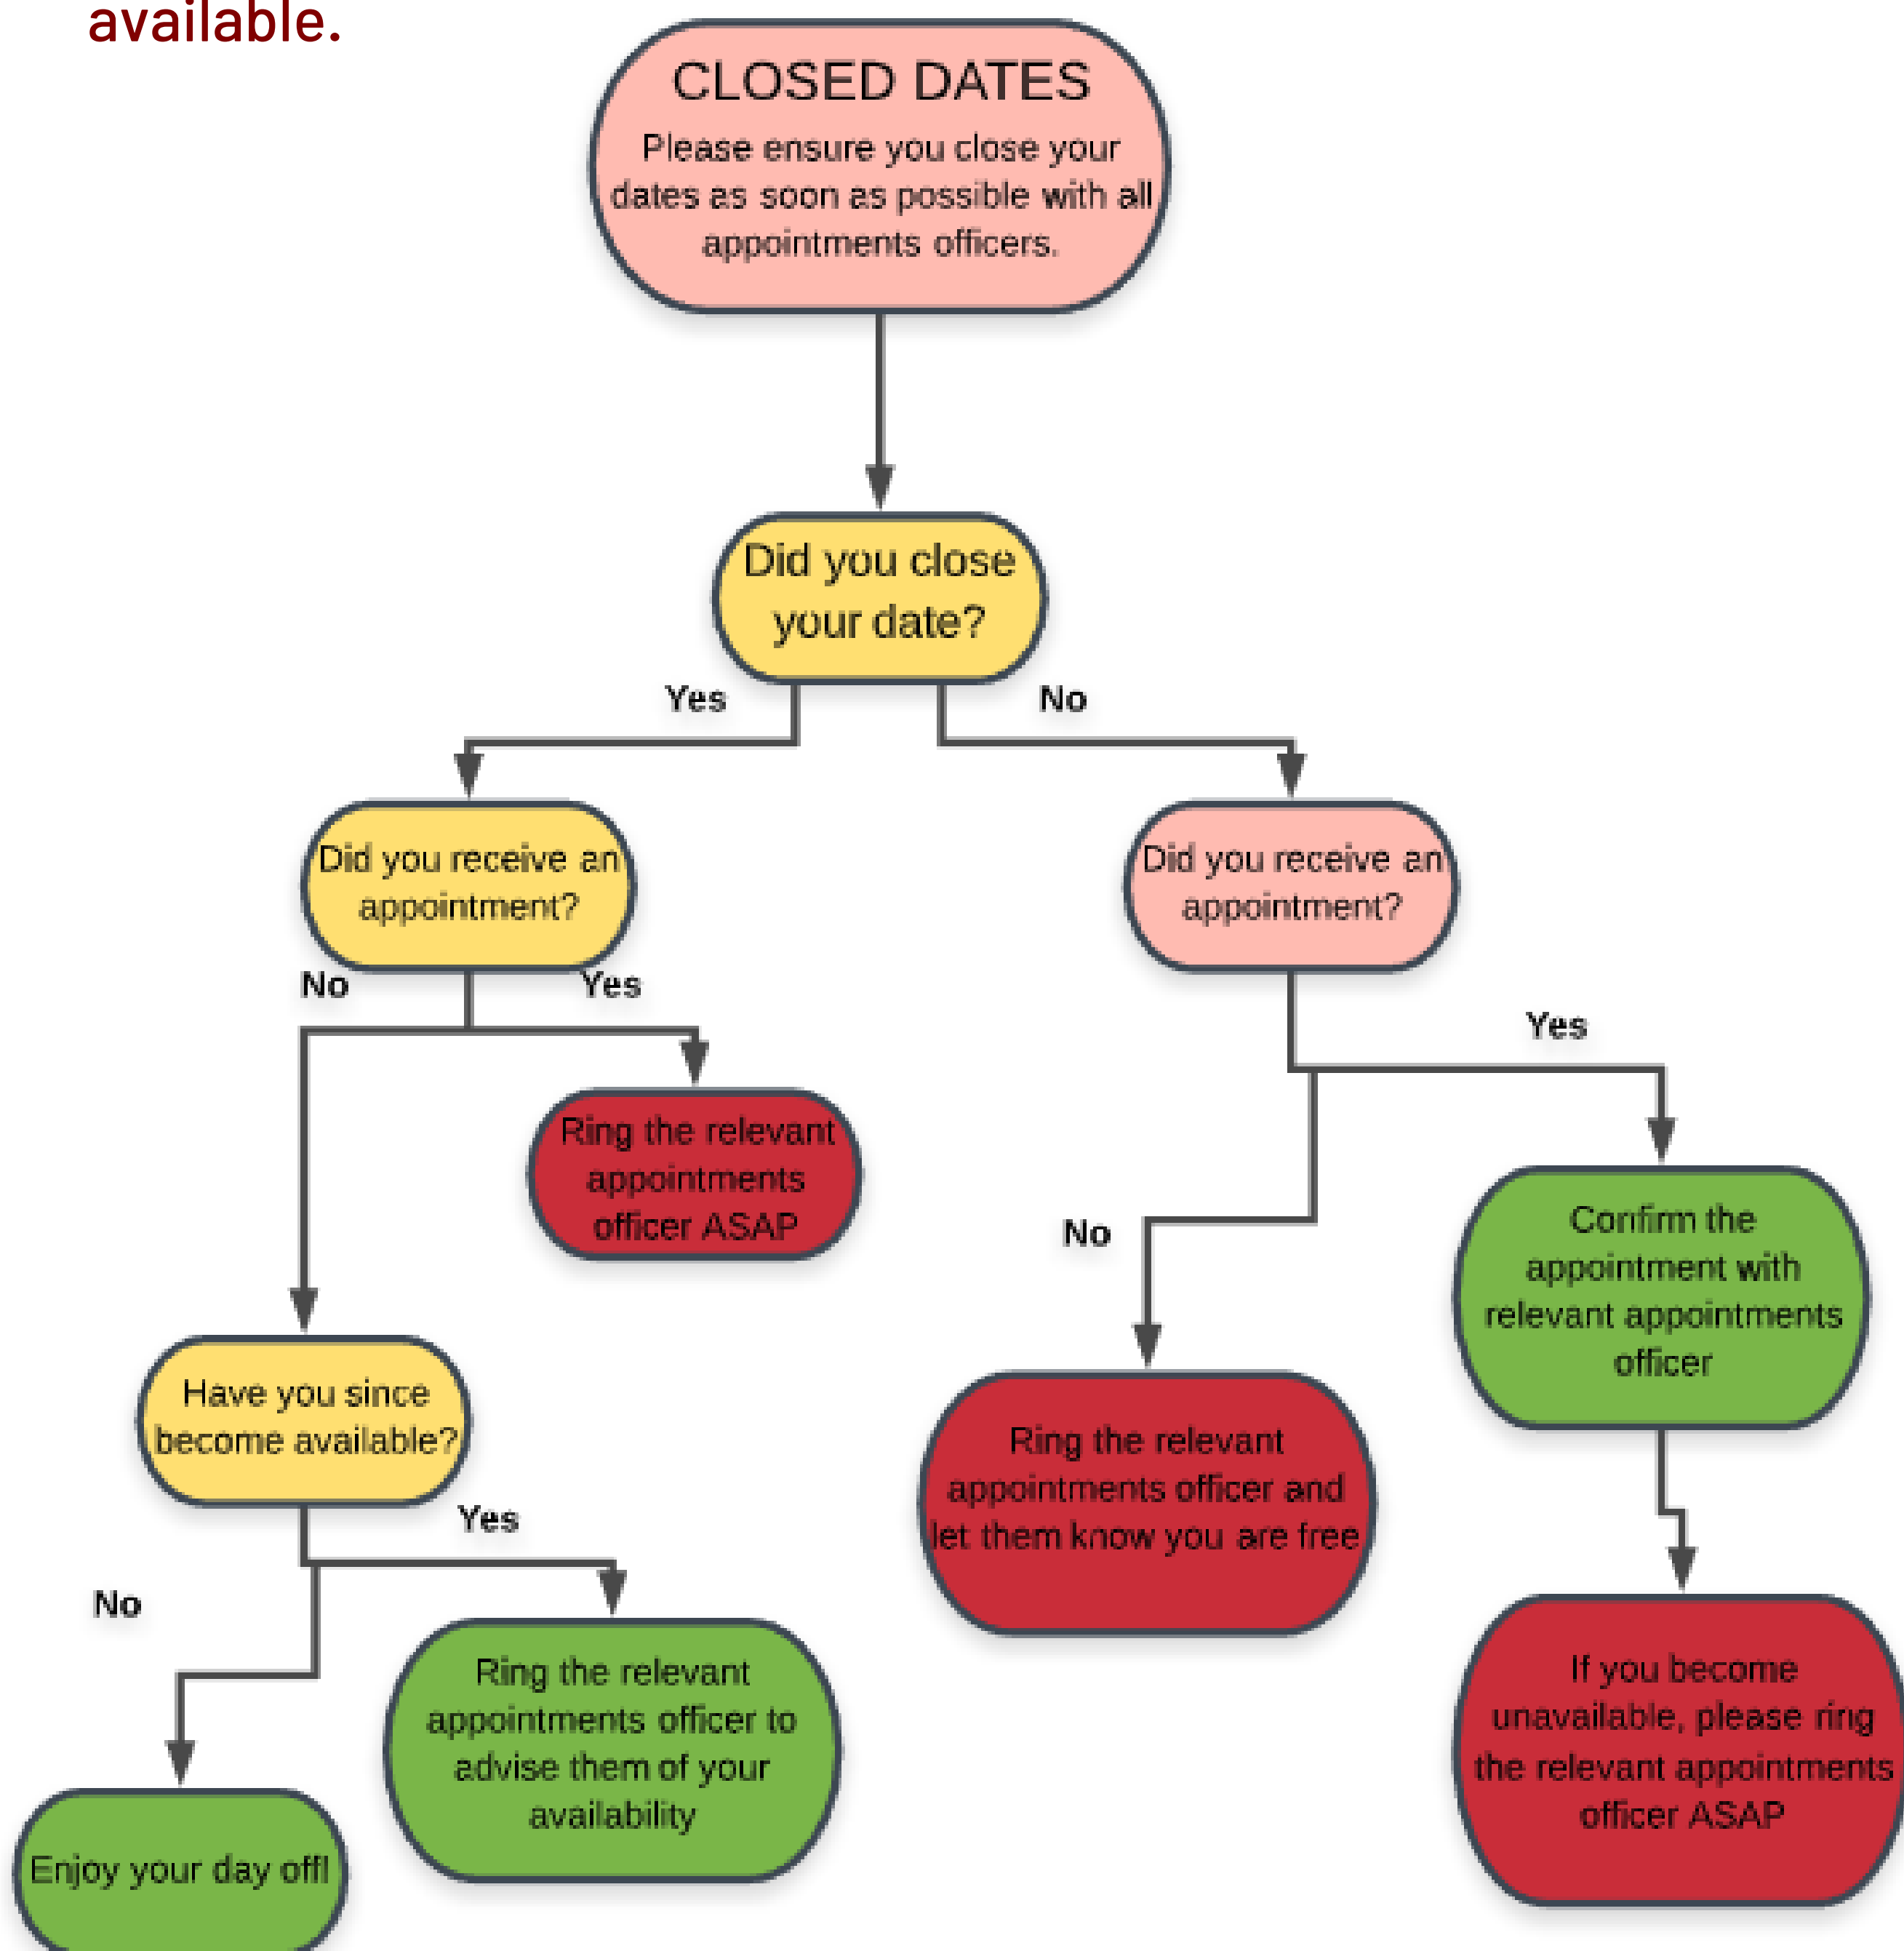 available.
CLOSED DATES
Please ensure you close your
dates as soon as possible with all
appointments officers.
Did you close
your date?
Yes
No
Did you receive an
appointment?
Did you receive an
appointment?
No
Yes
Yes
Ring the relevant
appointments
officer ASAP
No
Confirm the
appointment with
relevant appointments
officer
Have you since
become available?
Ring the relevant
appointments officer and
let them know you are free
Yes
No
Ring the relevant
appointments officer to
advise them of your
availability
If you become
unavailable, please ring
the relevant appointments
officer ASAP
Enjoy your day off!